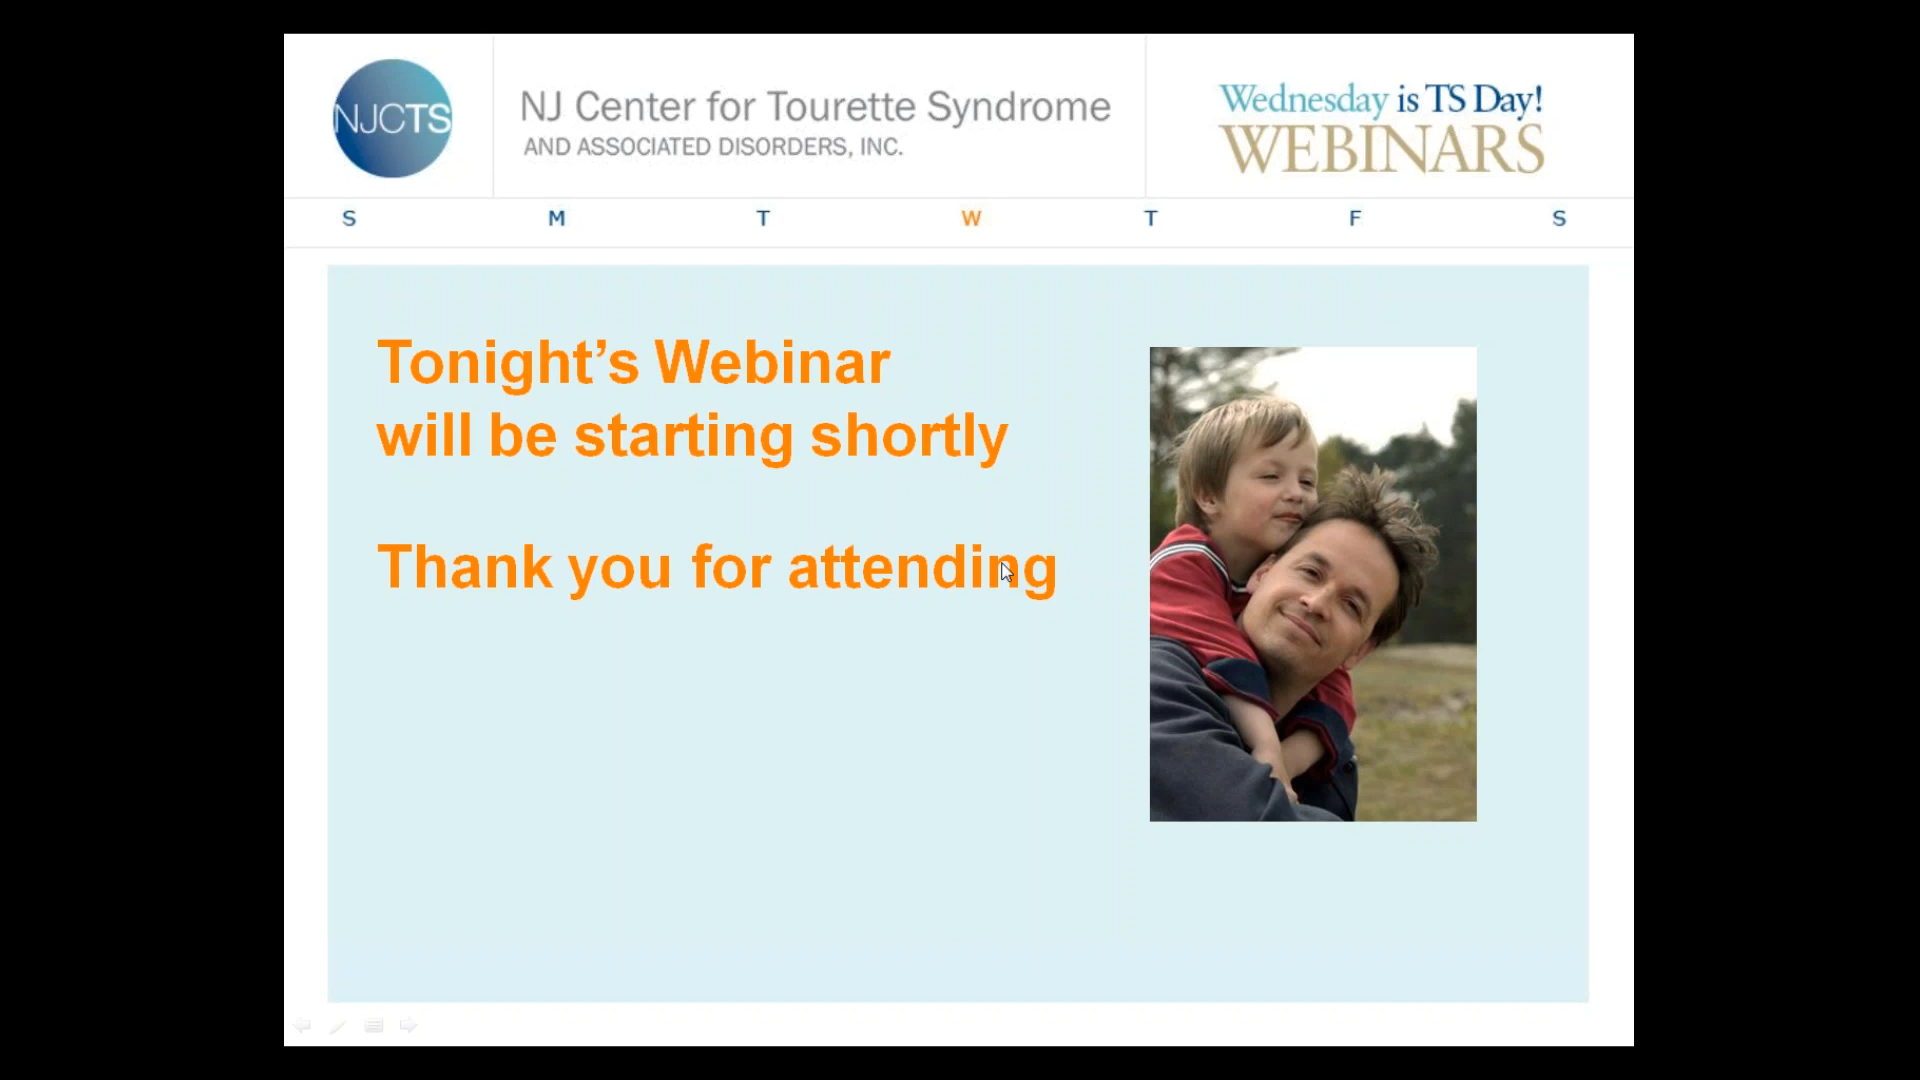 NJCTS
NJ Center for Tourette Syndrome
AND ASSOCIATED DISORDERS, INC.
Wednesday is TS Day!
WEBINARS
S M T W T F S
Tonight’s Webinar
will be starting shortly
Thank you for attending